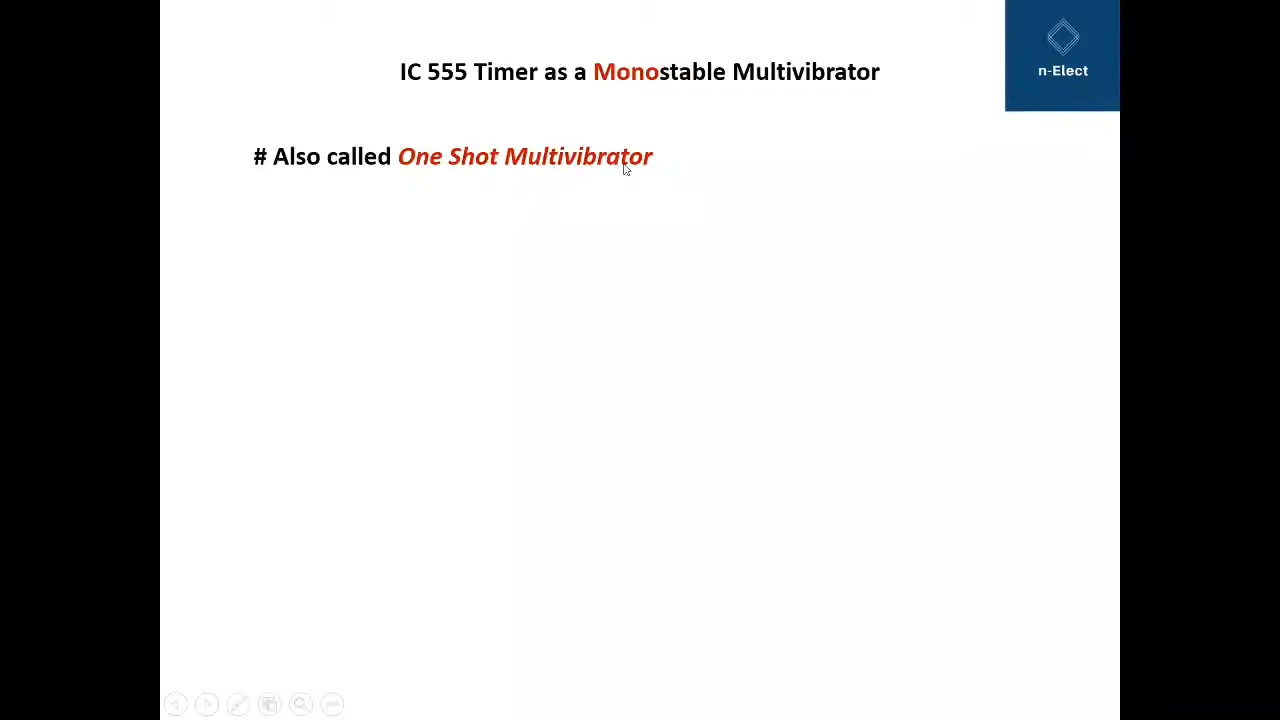 IC 555 Timer as a Monostable Multivibrator
n-Elect
# Also called One Shot Multivibrator